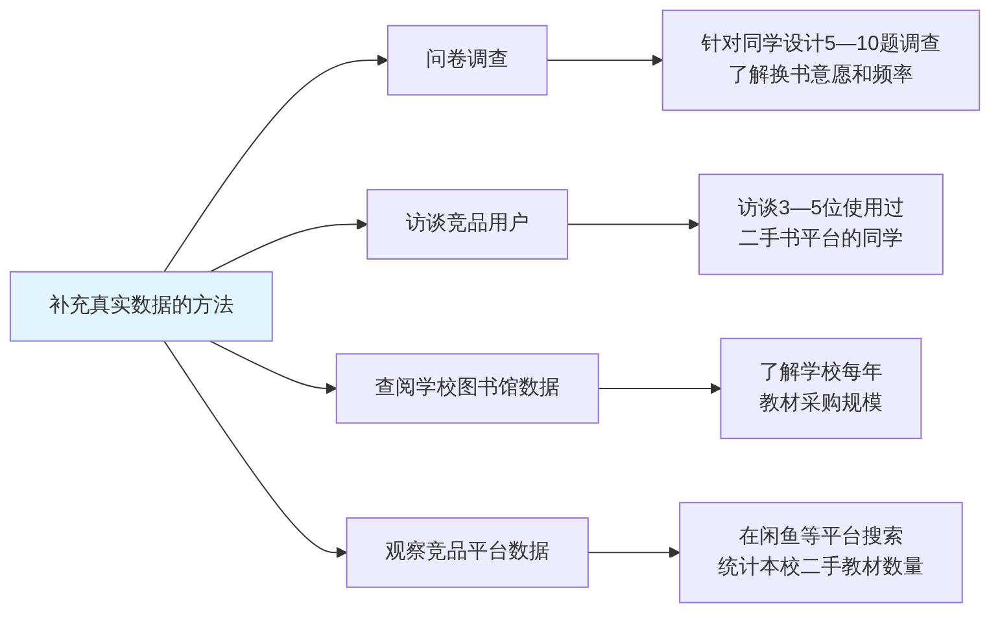 补充真实数据的方法
问卷调查
针对同学设计5—10题调查
了解换书意愿和频率
访谈竞品用户
访谈3—5位使用过
二手书平台的同学
查阅学校图书馆数据
了解学校每年
教材采购规模
观察竞品平台数据
在闲鱼等平台搜索
统计本校二手教材数量